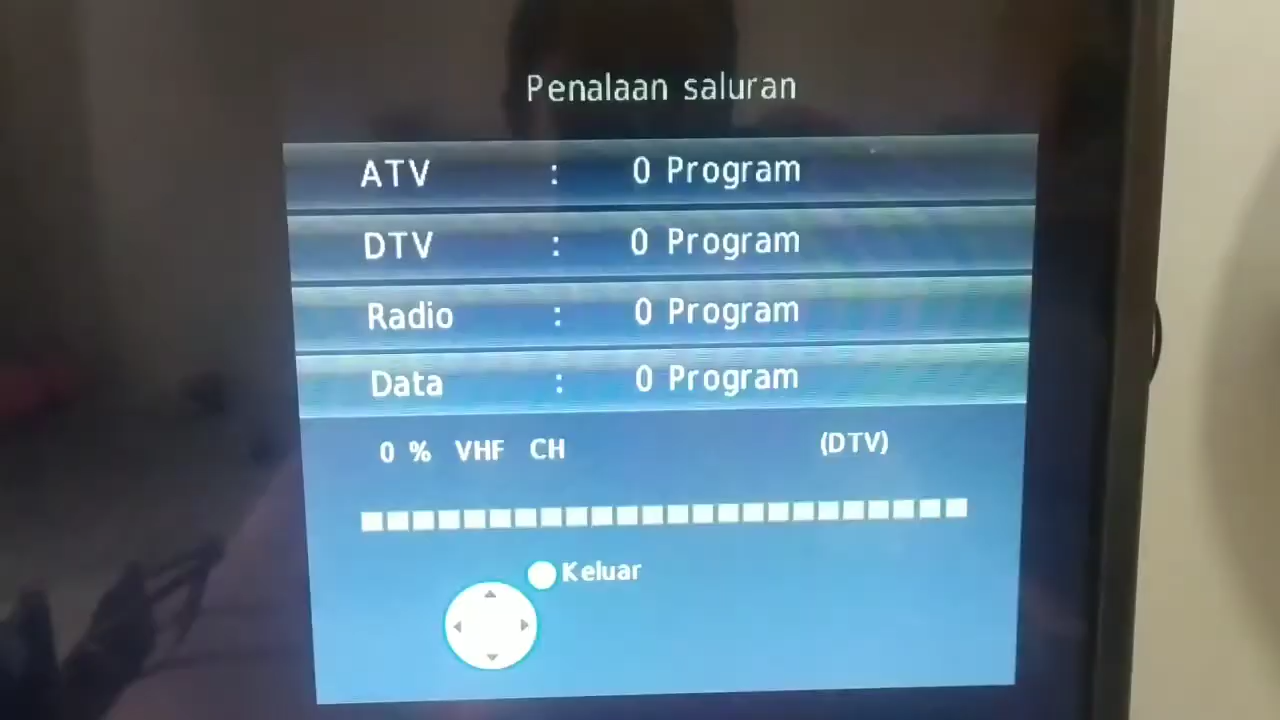 Penalaan saluran
ATV : 0 Program
DTV : 0 Program
Radio : 0 Program
Data : 0 Program
0 % VHF CH (DTV)
Keluar